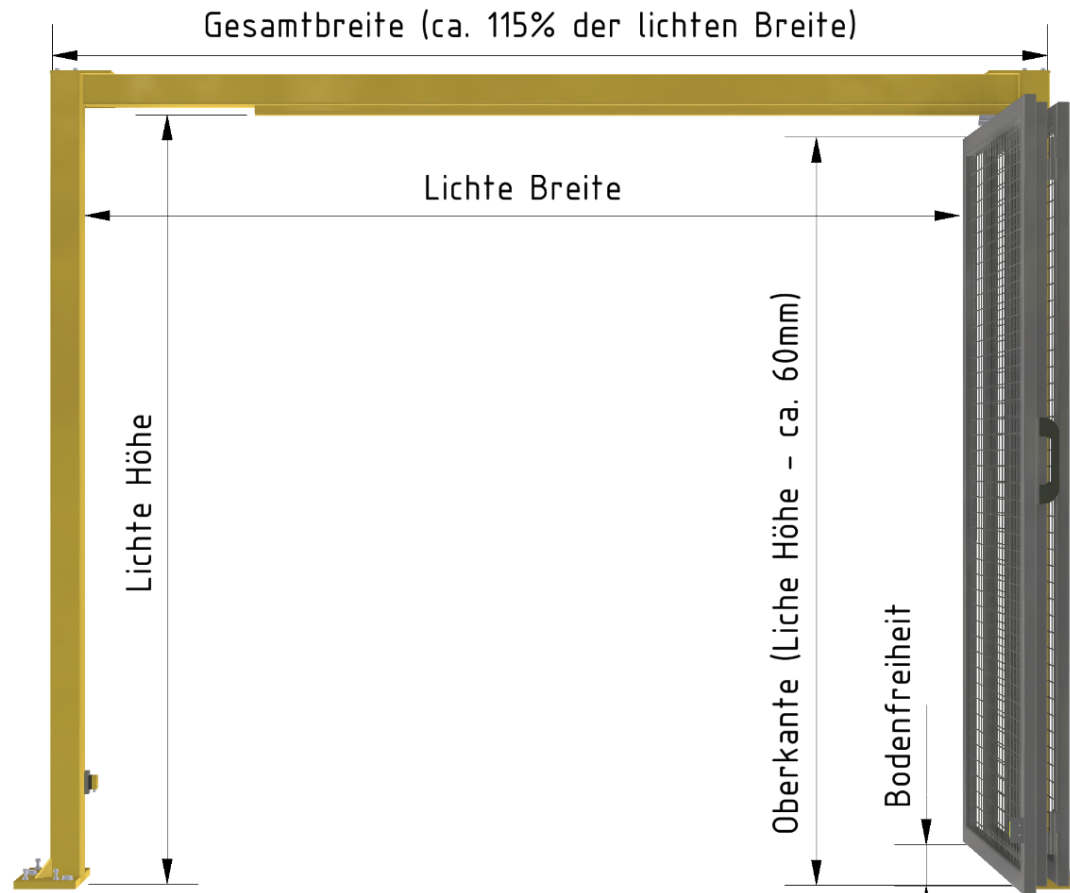 Gesamtbreite (ca. 115% der lichten Breite)
Lichte Breite
Lichte Höhe
Oberkante (Liche Höhe - ca. 60mm)
Bodenfreiheit